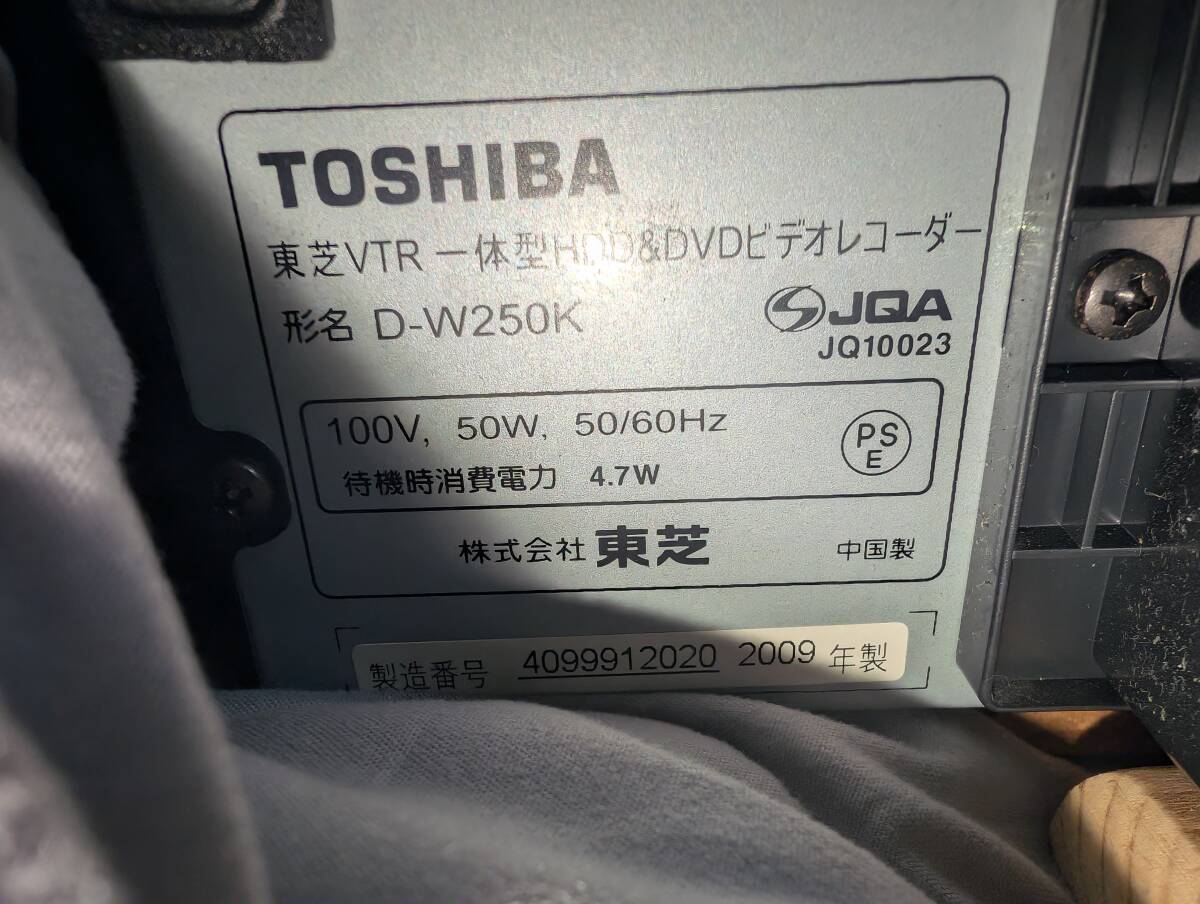 TOSHIBA
東芝VTR一体型HDD&DVDビデオレコーダー
形名 D-W250K
JQA
JQ10023
100V, 50W, 50/60Hz
待機時消費電力 4.7W
PS
E
株式会社 東芝 中国製
製造番号 4099912020 2009 年製